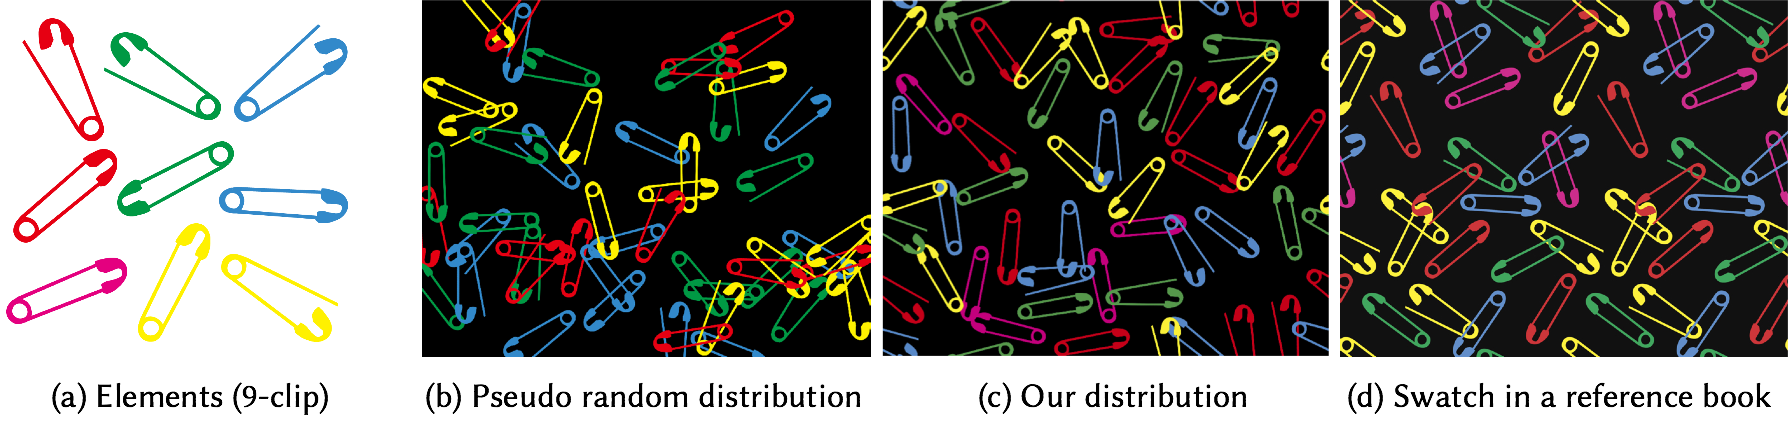 (a) Elements (9-clip)
(b) Pseudo random distribution
(c) Our distribution
(d) Swatch in a reference book